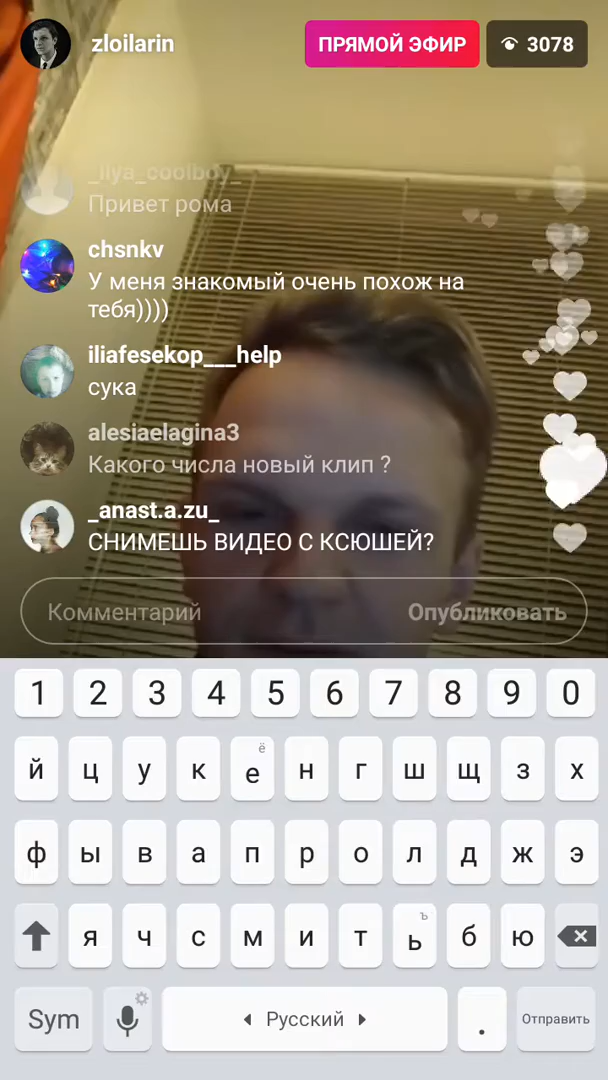 zloilarin
ПРЯМОЙ ЭФИР
3078
_ilya_coolboy_
Привет рома
chsnkv
У меня знакомый очень похож на
тебя))))
iliafesekop___help
сука
alesiaelagina3
Какого числа новый клип ?
_anast.a.zu_
СНИМЕШЬ ВИДЕО С КСЮШЕЙ?
Комментарий Опубликовать
1 2 3 4 5 6 7 8 9 0
ё
й ц у к е н г ш щ з х
ф ы в а п р о л д ж э
ъ
я ч с м и т ь б ю
Sym Русский . Отправить